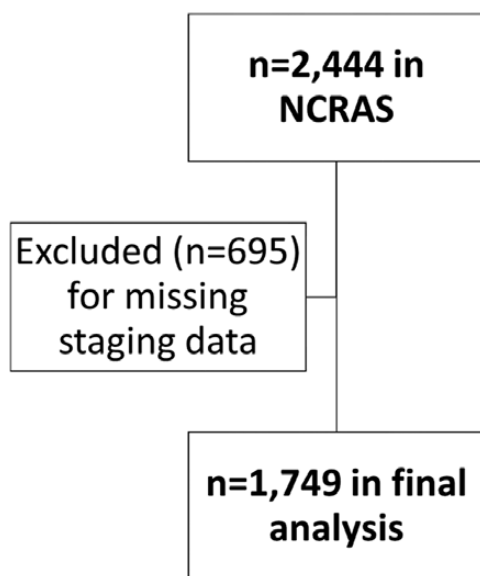 n=2,444 in
NCRAS
Excluded (n=695)
for missing
staging data
n=1,749 in final
analysis